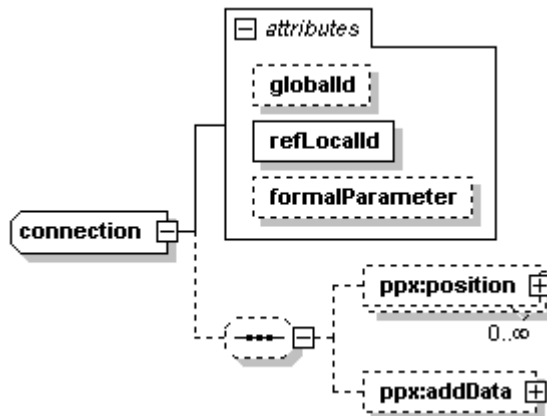 attributes
globalId
refLocalId
formalParameter
connection
ppx:position
0..∞
ppx:addData